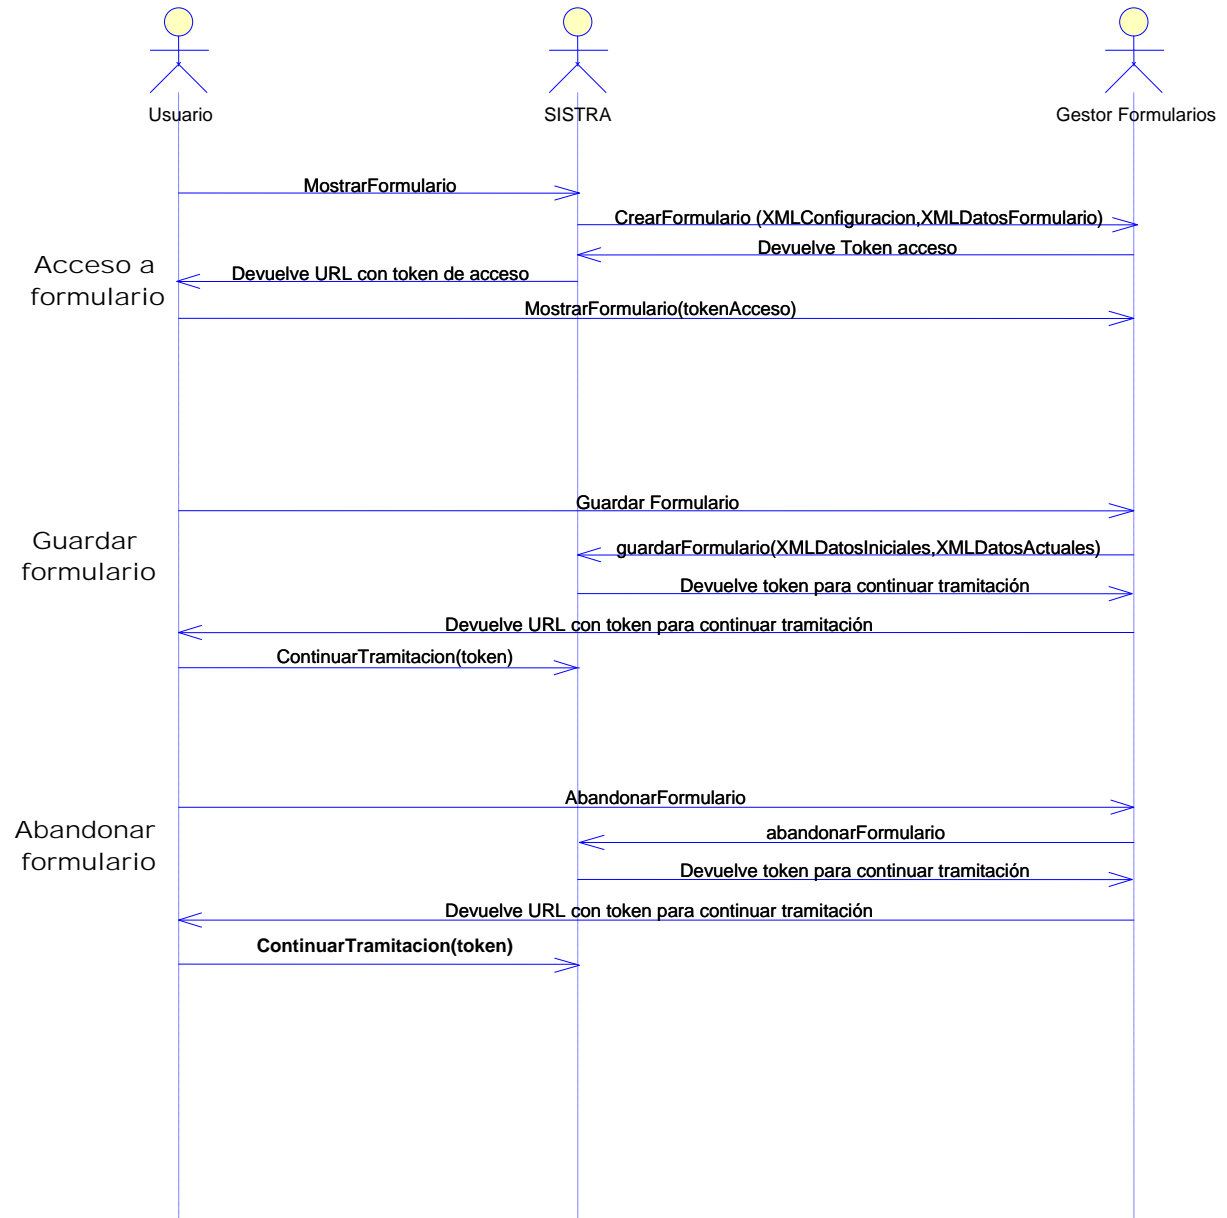 Usuario
SISTRA
Gestor Formularios
MostrarFormulario
CrearFormulario (XMLConfiguracion,XMLDatosFormulario)
Devuelve Token acceso
Acceso a
formulario
Devuelve URL con token de acceso
MostrarFormulario(tokenAcceso)
Guardar Formulario
Guardar
formulario
guardarFormulario(XMLDatosIniciales,XMLDatosActuales)
Devuelve token para continuar tramitación
Devuelve URL con token para continuar tramitación
ContinuarTramitacion(token)
AbandonarFormulario
Abandonar
formulario
abandonarFormulario
Devuelve token para continuar tramitación
Devuelve URL con token para continuar tramitación
ContinuarTramitacion(token)